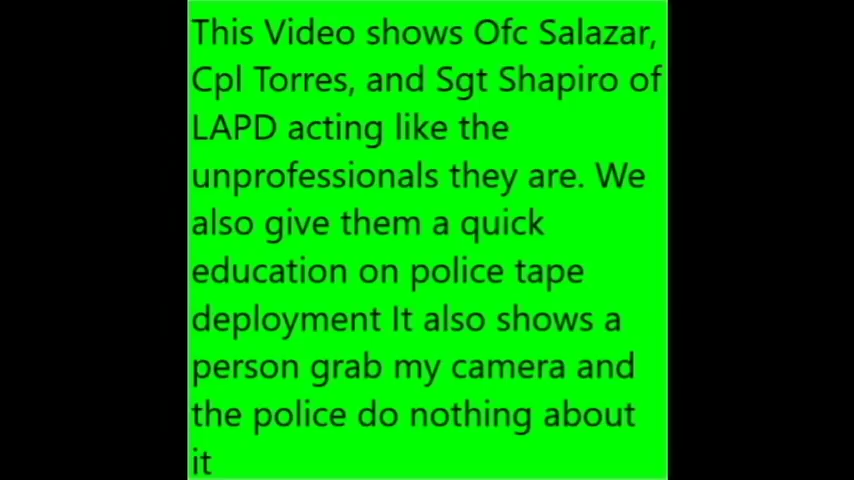 This Video shows Ofc Salazar,
Cpl Torres, and Sgt Shapiro of
LAPD acting like the
unprofessionals they are. We
also give them a quick
education on police tape
deployment It also shows a
person grab my camera and
the police do nothing about
it